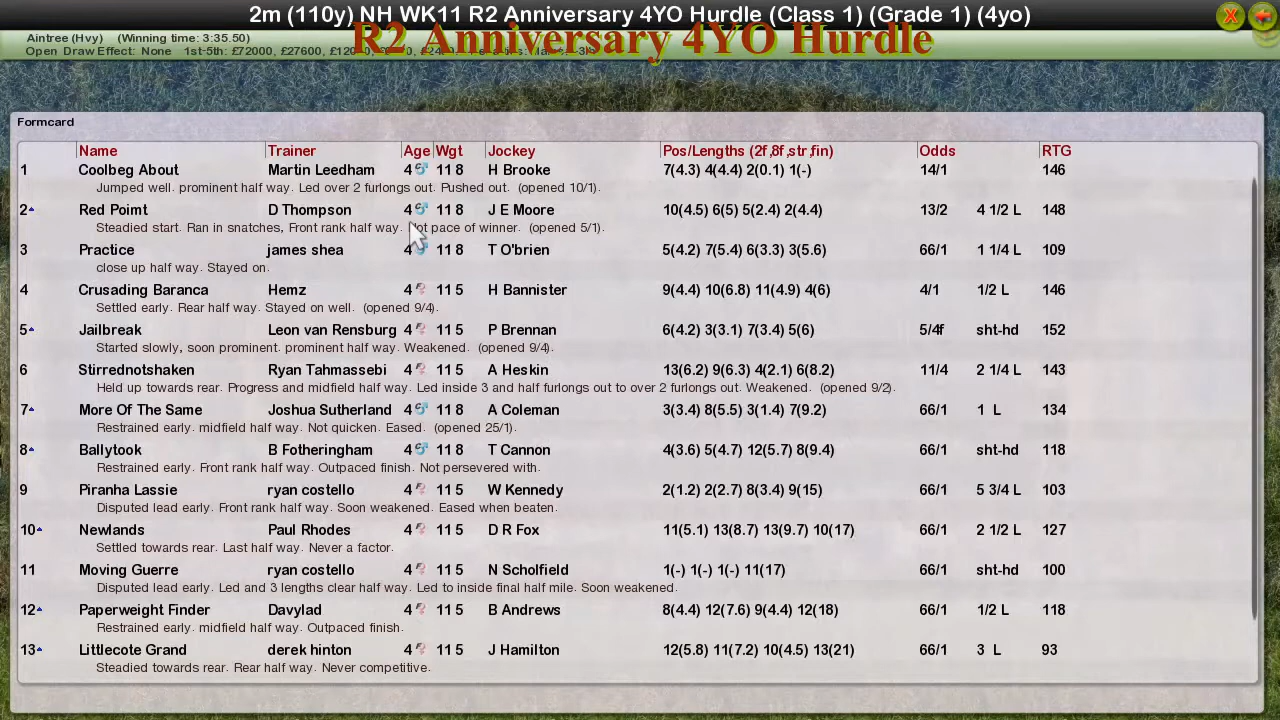 2m (110y) NH WK11 R2 Anniversary 4YO Hurdle (Class 1) (Grade 1) (4yo)
R2 Anniversary 4YO Hurdle
Aintree (Hvy) (Winning time: 3:35.50)
Open Draw Effect: None 1st-5th: £72000, £27600,
Formcard
Name Trainer Age Wgt Jockey Pos/Lengths (2f,8f,str,fin) Odds RTG
1 Coolbeg About Martin Leedham 4 11 8 H Brooke 7(4.3) 4(4.4) 2(0.1) 1(-) 14/1 146
Jumped well. prominent half way. Led over 2 furlongs out. Pushed out. (opened 10/1).
2 Red Poimt D Thompson 4 11 8 J E Moore 10(4.5) 6(5) 5(2.4) 2(4.4) 13/2 4 1/2 L 148
Steadied start. Ran in snatches, Front rank half way. Not pace of winner. (opened 5/1).
3 Practice james shea 4 11 8 T O'brien 5(4.2) 7(5.4) 6(3.3) 3(5.6) 66/1 1 1/4 L 109
close up half way. Stayed on.
4 Crusading Baranca Hemz 4 11 5 H Bannister 9(4.4) 10(6.8) 11(4.9) 4(6) 4/1 1/2 L 146
Settled early. Rear half way. Stayed on well. (opened 9/4).
5 Jailbreak Leon van Rensburg 4 11 5 P Brennan 6(4.2) 3(3.1) 7(3.4) 5(6) 5/4f sht-hd 152
Started slowly, soon prominent. prominent half way. Weakened. (opened 9/4).
6 Stirrednotshaken Ryan Tahmassebi 4 11 5 A Heskin 13(6.2) 9(6.3) 4(2.1) 6(8.2) 11/4 2 1/4 L 143
Held up towards rear. Progress and midfield half way. Led inside 3 and half furlongs out to over 2 furlongs out. Weakened. (opened 9/2).
7 More Of The Same Joshua Sutherland 4 11 8 A Coleman 3(3.4) 8(5.5) 3(1.4) 7(9.2) 66/1 1 L 134
Restrained early. midfield half way. Not quicken. Eased. (opened 25/1).
8 Ballytook B Fotheringham 4 11 8 T Cannon 4(3.6) 5(4.7) 12(5.7) 8(9.4) 66/1 sht-hd 118
Restrained early. Front rank half way. Outpaced finish. Not persevered with.
9 Piranha Lassie ryan costello 4 11 5 W Kennedy 2(1.2) 2(2.7) 8(3.4) 9(15) 66/1 5 3/4 L 103
Disputed lead early. Front rank half way. Soon weakened. Eased when beaten.
10 Newlands Paul Rhodes 4 11 5 D R Fox 11(5.1) 13(8.7) 13(9.7) 10(17) 66/1 2 1/2 L 127
Settled towards rear. Last half way. Never a factor.
11 Moving Guerre ryan costello 4 11 5 N Scholfield 1(-) 1(-) 1(-) 11(17) 66/1 sht-hd 100
Disputed lead early. Led and 3 lengths clear half way. Led to inside final half mile. Soon weakened.
12 Paperweight Finder Davylad 4 11 5 B Andrews 8(4.4) 12(7.6) 9(4.4) 12(18) 66/1 1/2 L 118
Restrained early. midfield half way. Outpaced finish.
13 Littlecote Grand derek hinton 4 11 5 J Hamilton 12(5.8) 11(7.2) 10(4.5) 13(21) 66/1 3 L 93
Steadied towards rear. Rear half way. Never competitive.